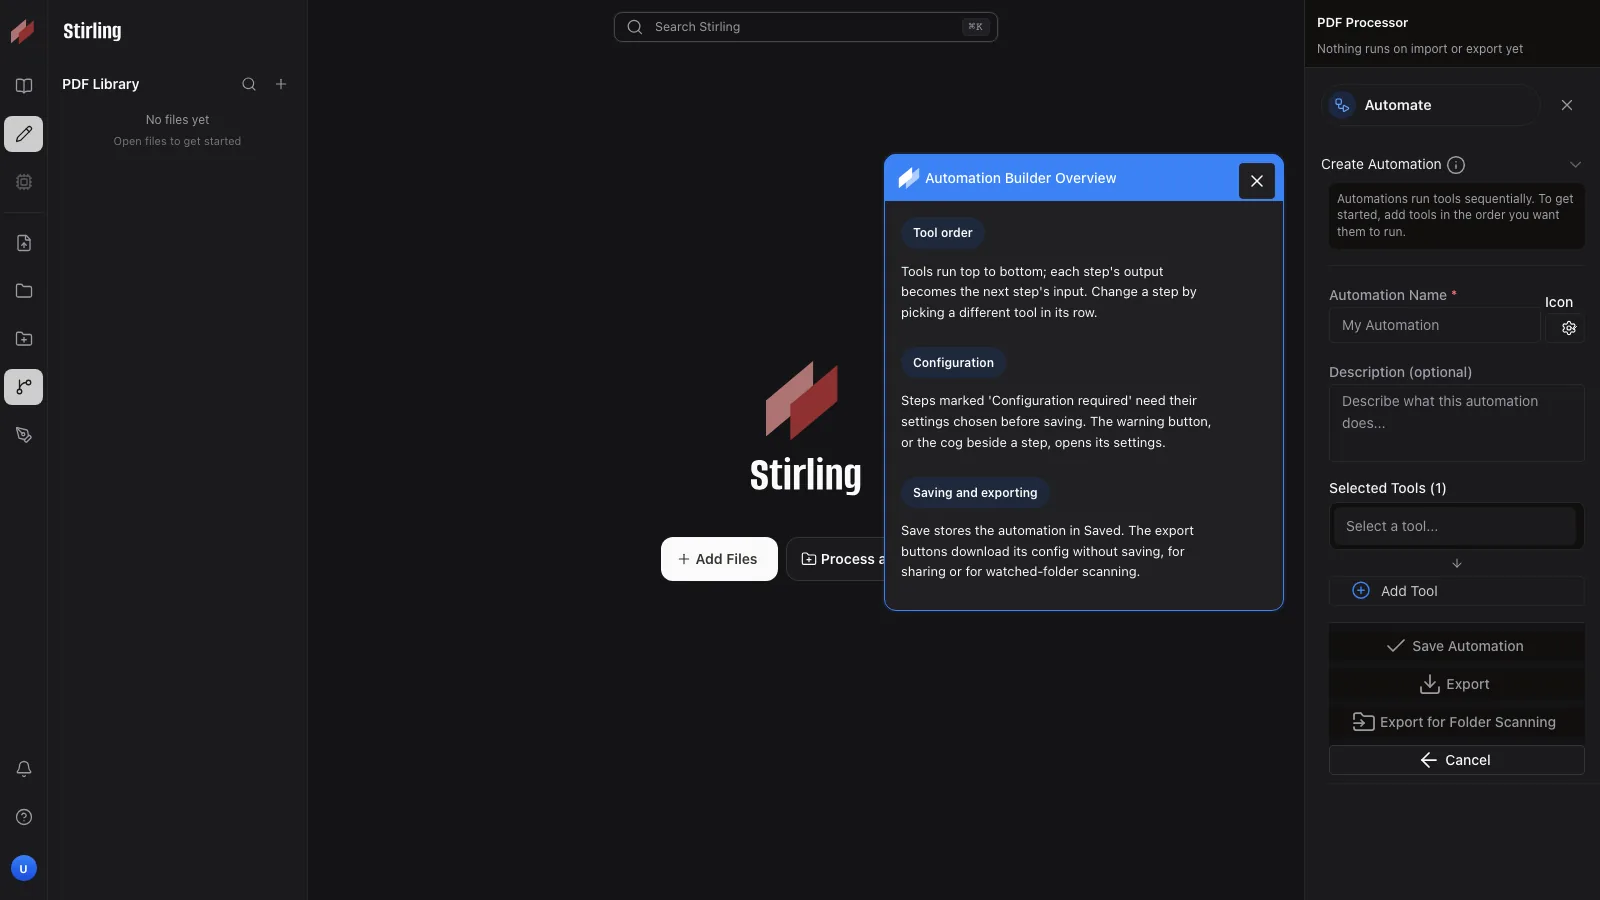 Stirling
PDF Library
No files yet
Open files to get started
U
Search Stirling
⌘K
Stirling
Add Files
Process a
Automation Builder Overview
Tool order
Tools run top to bottom; each step's output
becomes the next step's input. Change a step by
picking a different tool in its row.
Configuration
Steps marked 'Configuration required' need their
settings chosen before saving. The warning button,
or the cog beside a step, opens its settings.
Saving and exporting
Save stores the automation in Saved. The export
buttons download its config without saving, for
sharing or for watched-folder scanning.
PDF Processor
Nothing runs on import or export yet
Automate
Create Automation
Automations run tools sequentially. To get
started, add tools in the order you want
them to run.
Automation Name *
Icon
My Automation
Description (optional)
Describe what this automation
does...
Selected Tools (1)
Select a tool...
Add Tool
Save Automation
Export
Export for Folder Scanning
Cancel